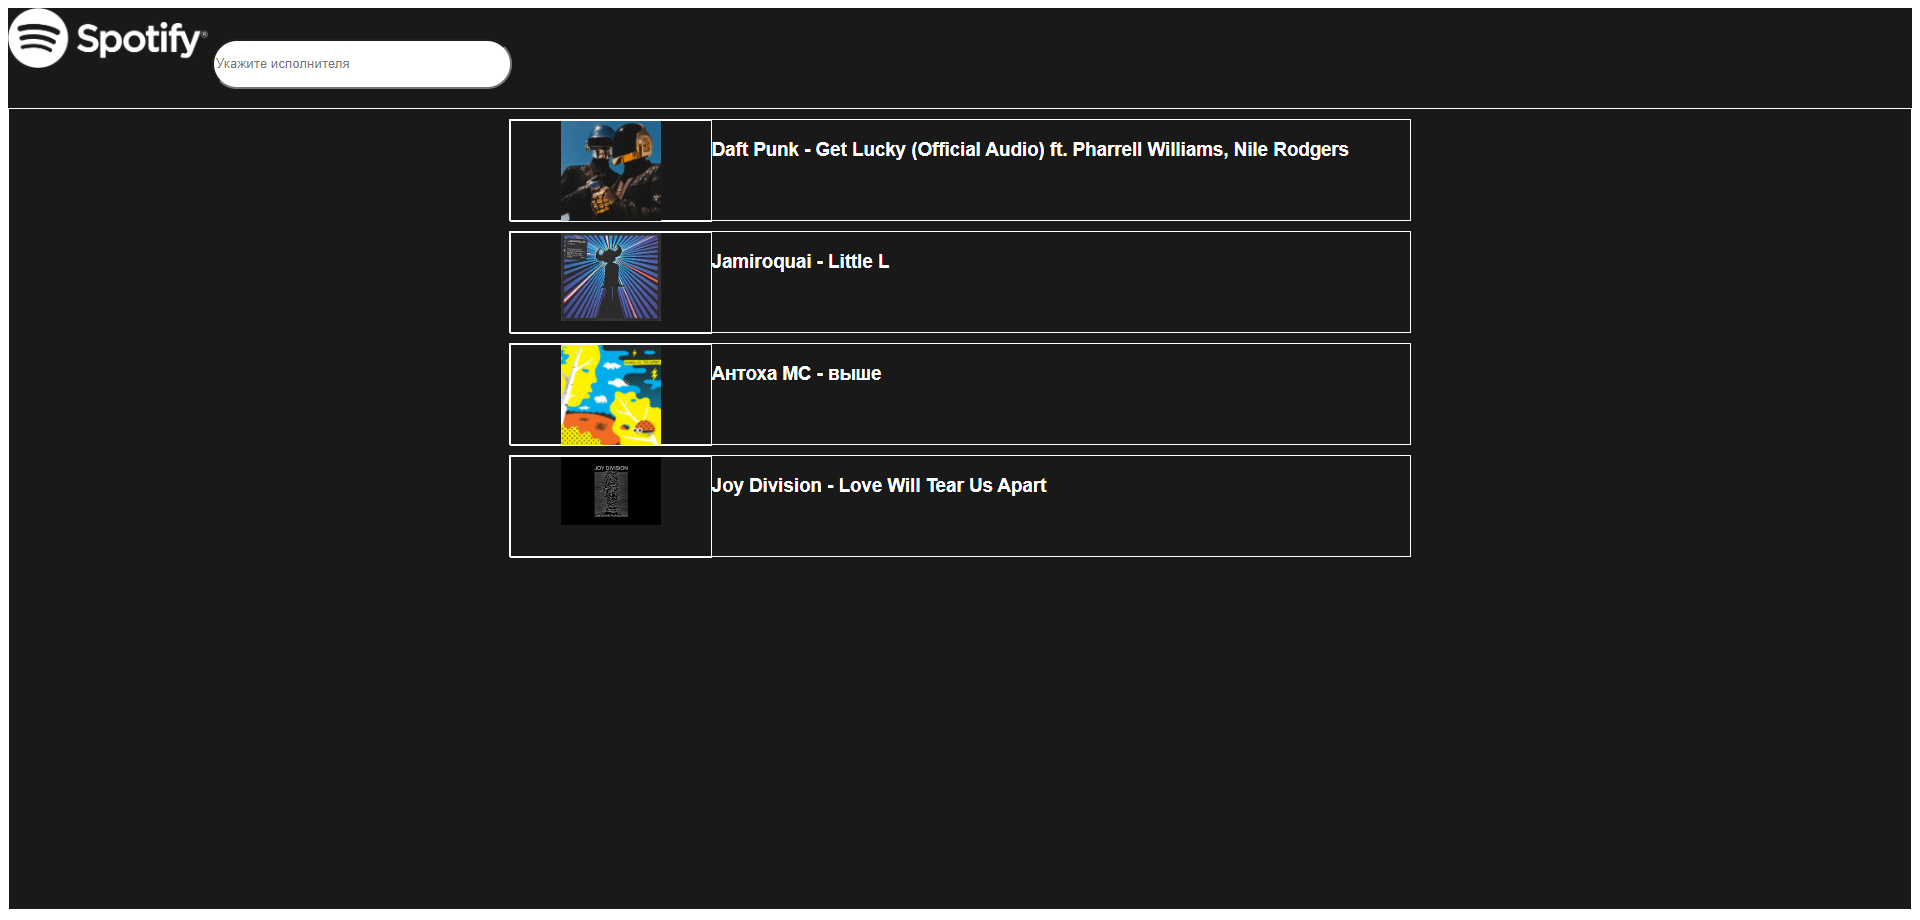 Spotify®
Укажите исполнителя
Daft Punk - Get Lucky (Official Audio) ft. Pharrell Williams, Nile Rodgers
Jamiroquai - Little L
Антоха МС - выше
JOY DIVISION
Joy Division - Love Will Tear Us Apart